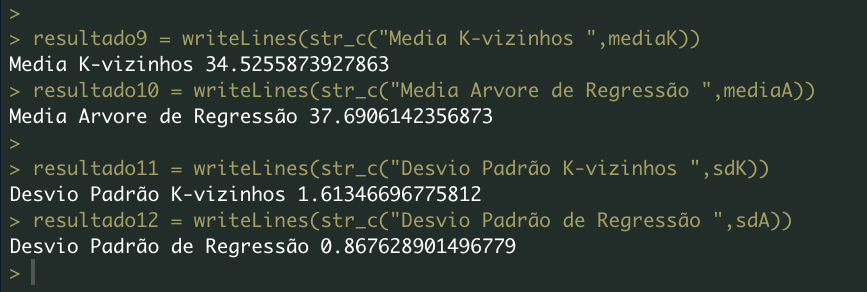 >
> resultado9 = writeLines(str_c("Media K-vizinhos ",mediaK))
Media K-vizinhos 34.5255873927863
> resultado10 = writeLines(str_c("Media Arvore de Regressão ",mediaA))
Media Arvore de Regressão 37.6906142356873
>
> resultado11 = writeLines(str_c("Desvio Padrão K-vizinhos ",sdK))
Desvio Padrão K-vizinhos 1.61346696775812
> resultado12 = writeLines(str_c("Desvio Padrão de Regressão ",sdA))
Desvio Padrão de Regressão 0.867628901496779
>